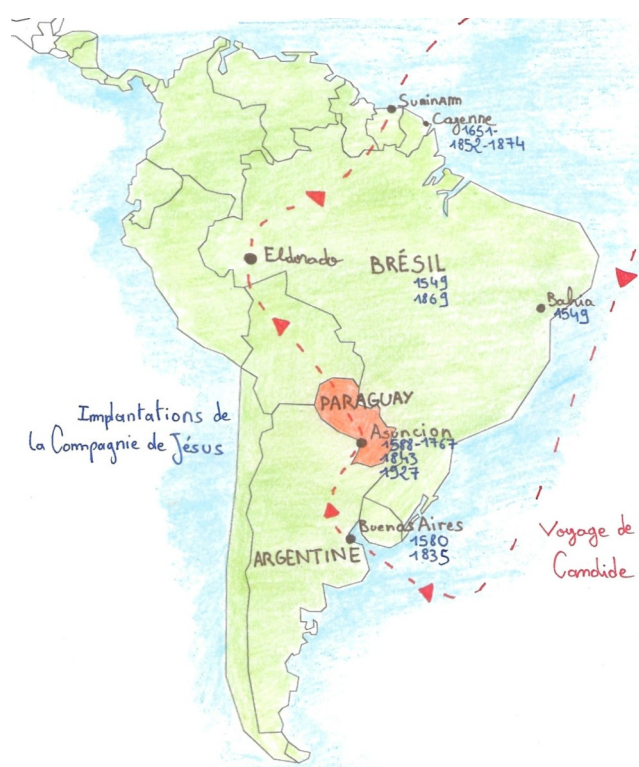 Surinam
Cayenne
1651-
1852-1874
Eldorado
BRÉSIL
1549
1869
Bahia
1549
PARAGUAY
Implantations de
la Compagnie de Jésus
Asuncion
1588-1767
1843
1927
Buenos Aires
1580
1835
ARGENTINE
Voyage de
Candide